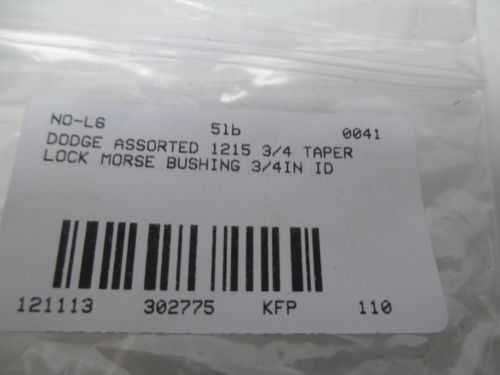 NO-L6 51b 0041
DODGE ASSORTED 1215 3/4 TAPER
LOCK MORSE BUSHING 3/4IN ID
121113 302775 KFP 110